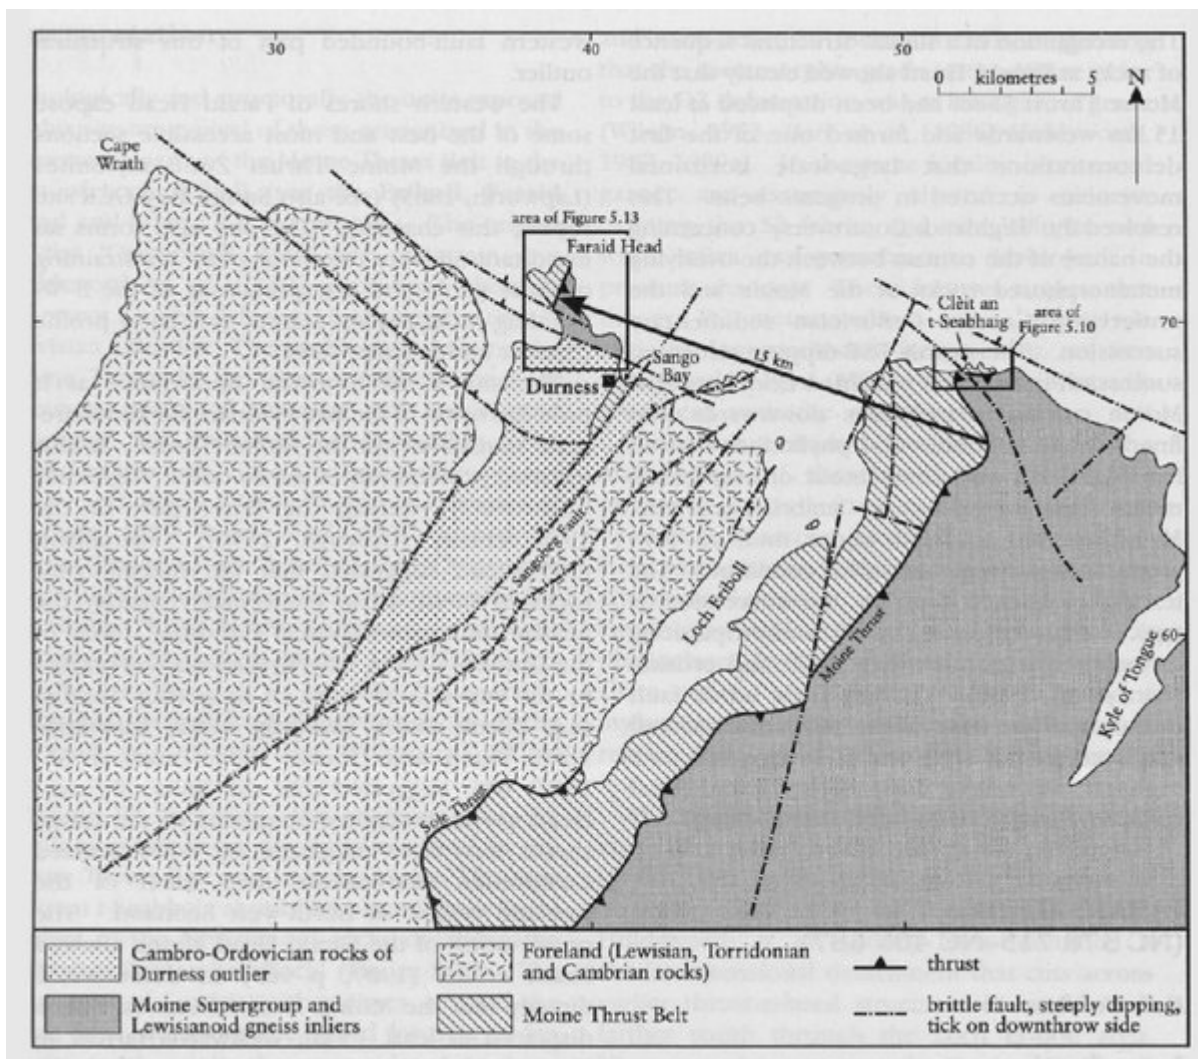 30
40
50
0 kilometres 5
N
Cape
Wrath
area of Figure 5.13
Faraid Head
Clèit an
t-Seabhaig
area of
Figure 5.10
70
15 km
Sango
Bay
Durness
Sangobeg Fault
Loch Eriboll
Moine Thrust
60
Kyle of Tongue
Sole Thrust
Cambro-Ordovician rocks of
Durness outlier
Foreland (Lewisian, Torridonian
and Cambrian rocks)
thrust
Moine Supergroup and
Lewisianoid gneiss inliers
Moine Thrust Belt
brittle fault, steeply dipping,
tick on downthrow side